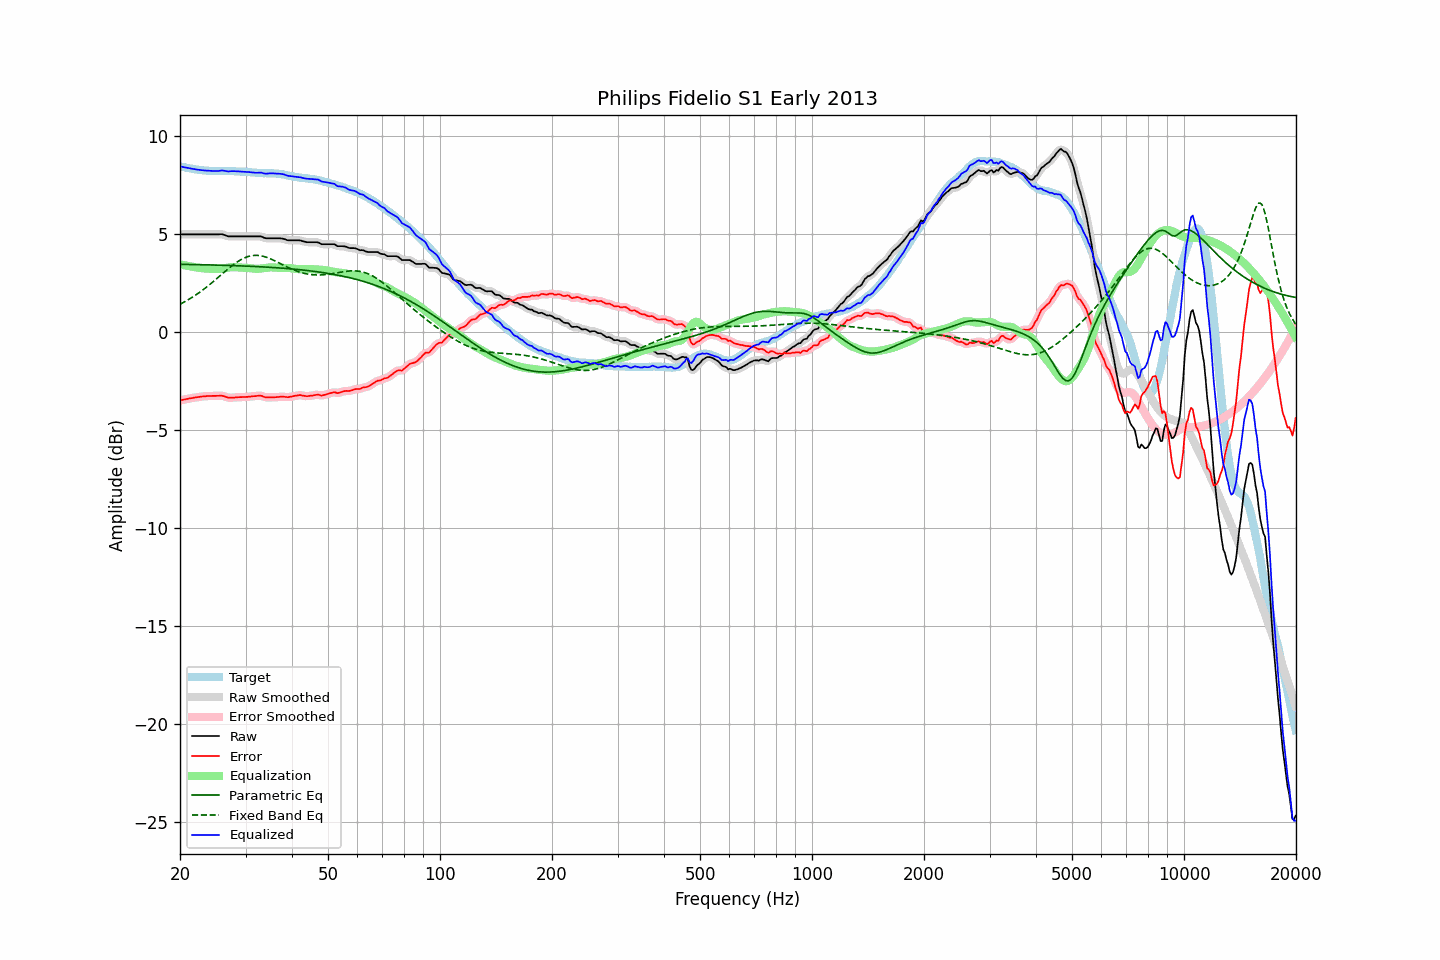 Philips Fidelio S1 Early 2013
10
5
0
−5
−10
−15
−20
−25
Amplitude (dBr)
Target
Raw Smoothed
Error Smoothed
Raw
Error
Equalization
Parametric Eq
Fixed Band Eq
Equalized
20
50
100
200
500
1000
2000
5000
10000
20000
Frequency (Hz)